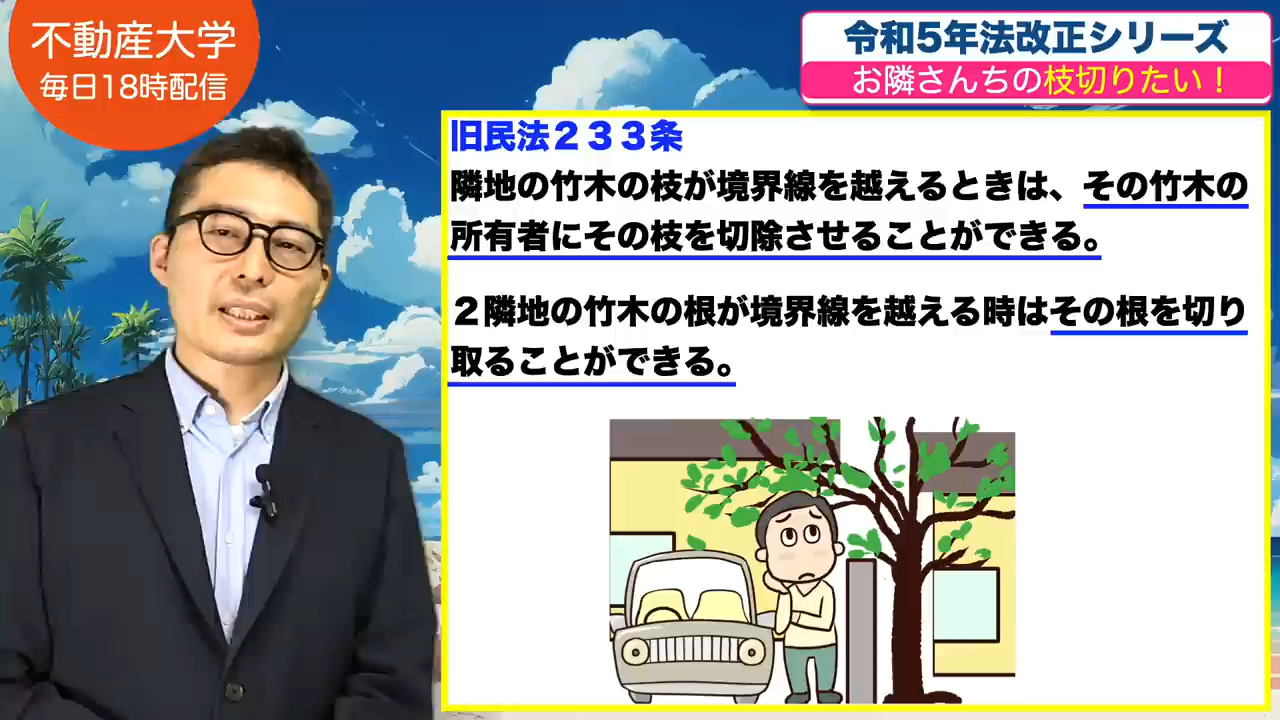 不動産大学
毎日18時配信
令和5年法改正シリーズ
お隣さんちの枝切りたい！
旧民法２３３条
隣地の竹木の枝が境界線を越えるときは、その竹木の
所有者にその枝を切除させることができる。
２隣地の竹木の根が境界線を越える時はその根を切り
取ることができる。